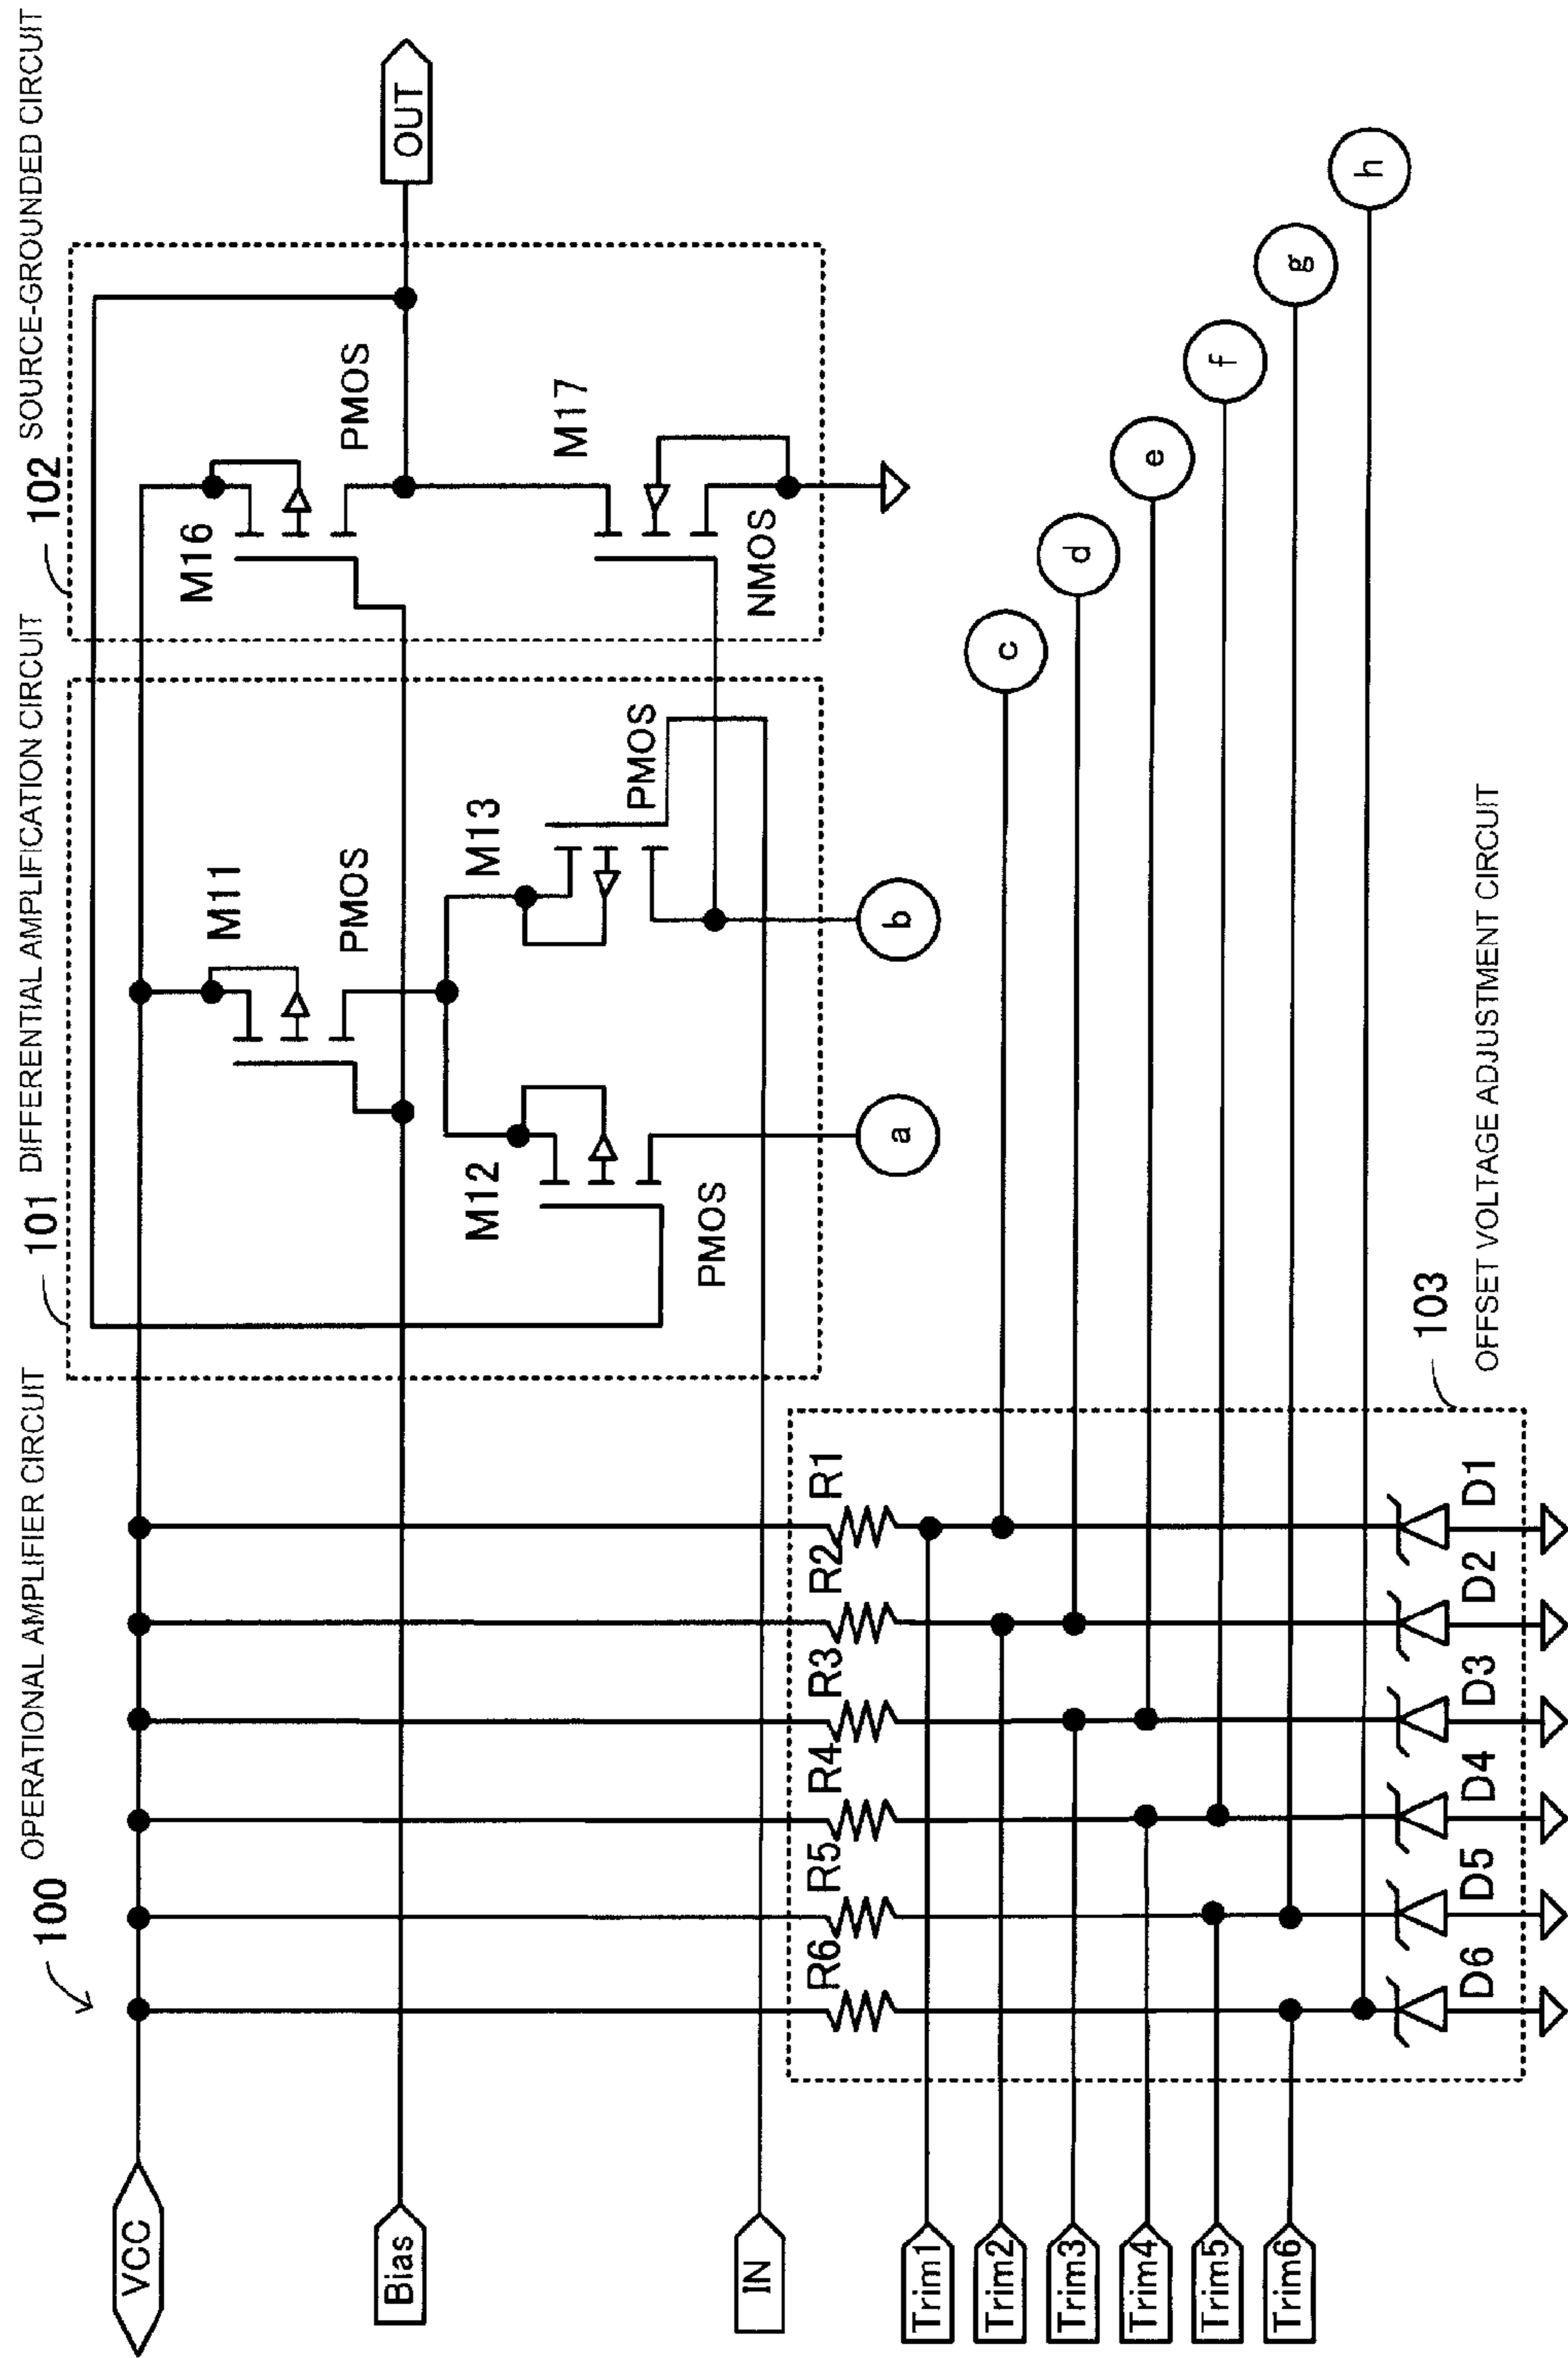 100 OPERATIONAL AMPLIFIER CIRCUIT
101 DIFFERENTIAL AMPLIFICATION CIRCUIT
102 SOURCE-GROUNDED CIRCUIT
VCC
M11
M16
PMOS
PMOS
OUT
Bias
M12
M13
M17
PMOS
PMOS
NMOS
IN
R6
R5
R4
R3
R2
R1
a
b
Trim1
c
Trim2
d
Trim3
e
Trim4
f
Trim5
g
Trim6
h
D6
D5
D4
D3
D2
D1
103
OFFSET VOLTAGE ADJUSTMENT CIRCUIT